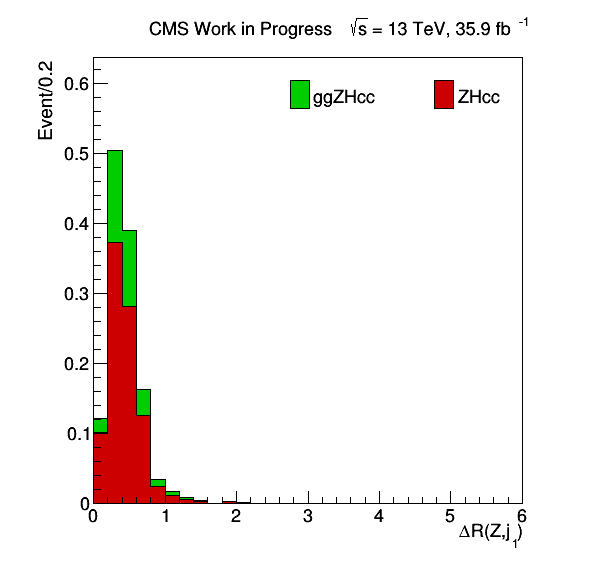 CMS Work in Progress √s = 13 TeV, 35.9 fb⁻¹
Event/0.2
ggZHcc ZHcc
0.6
0.5
0.4
0.3
0.2
0.1
0
0 1 2 3 4 5 6
ΔR(Z,j₁)